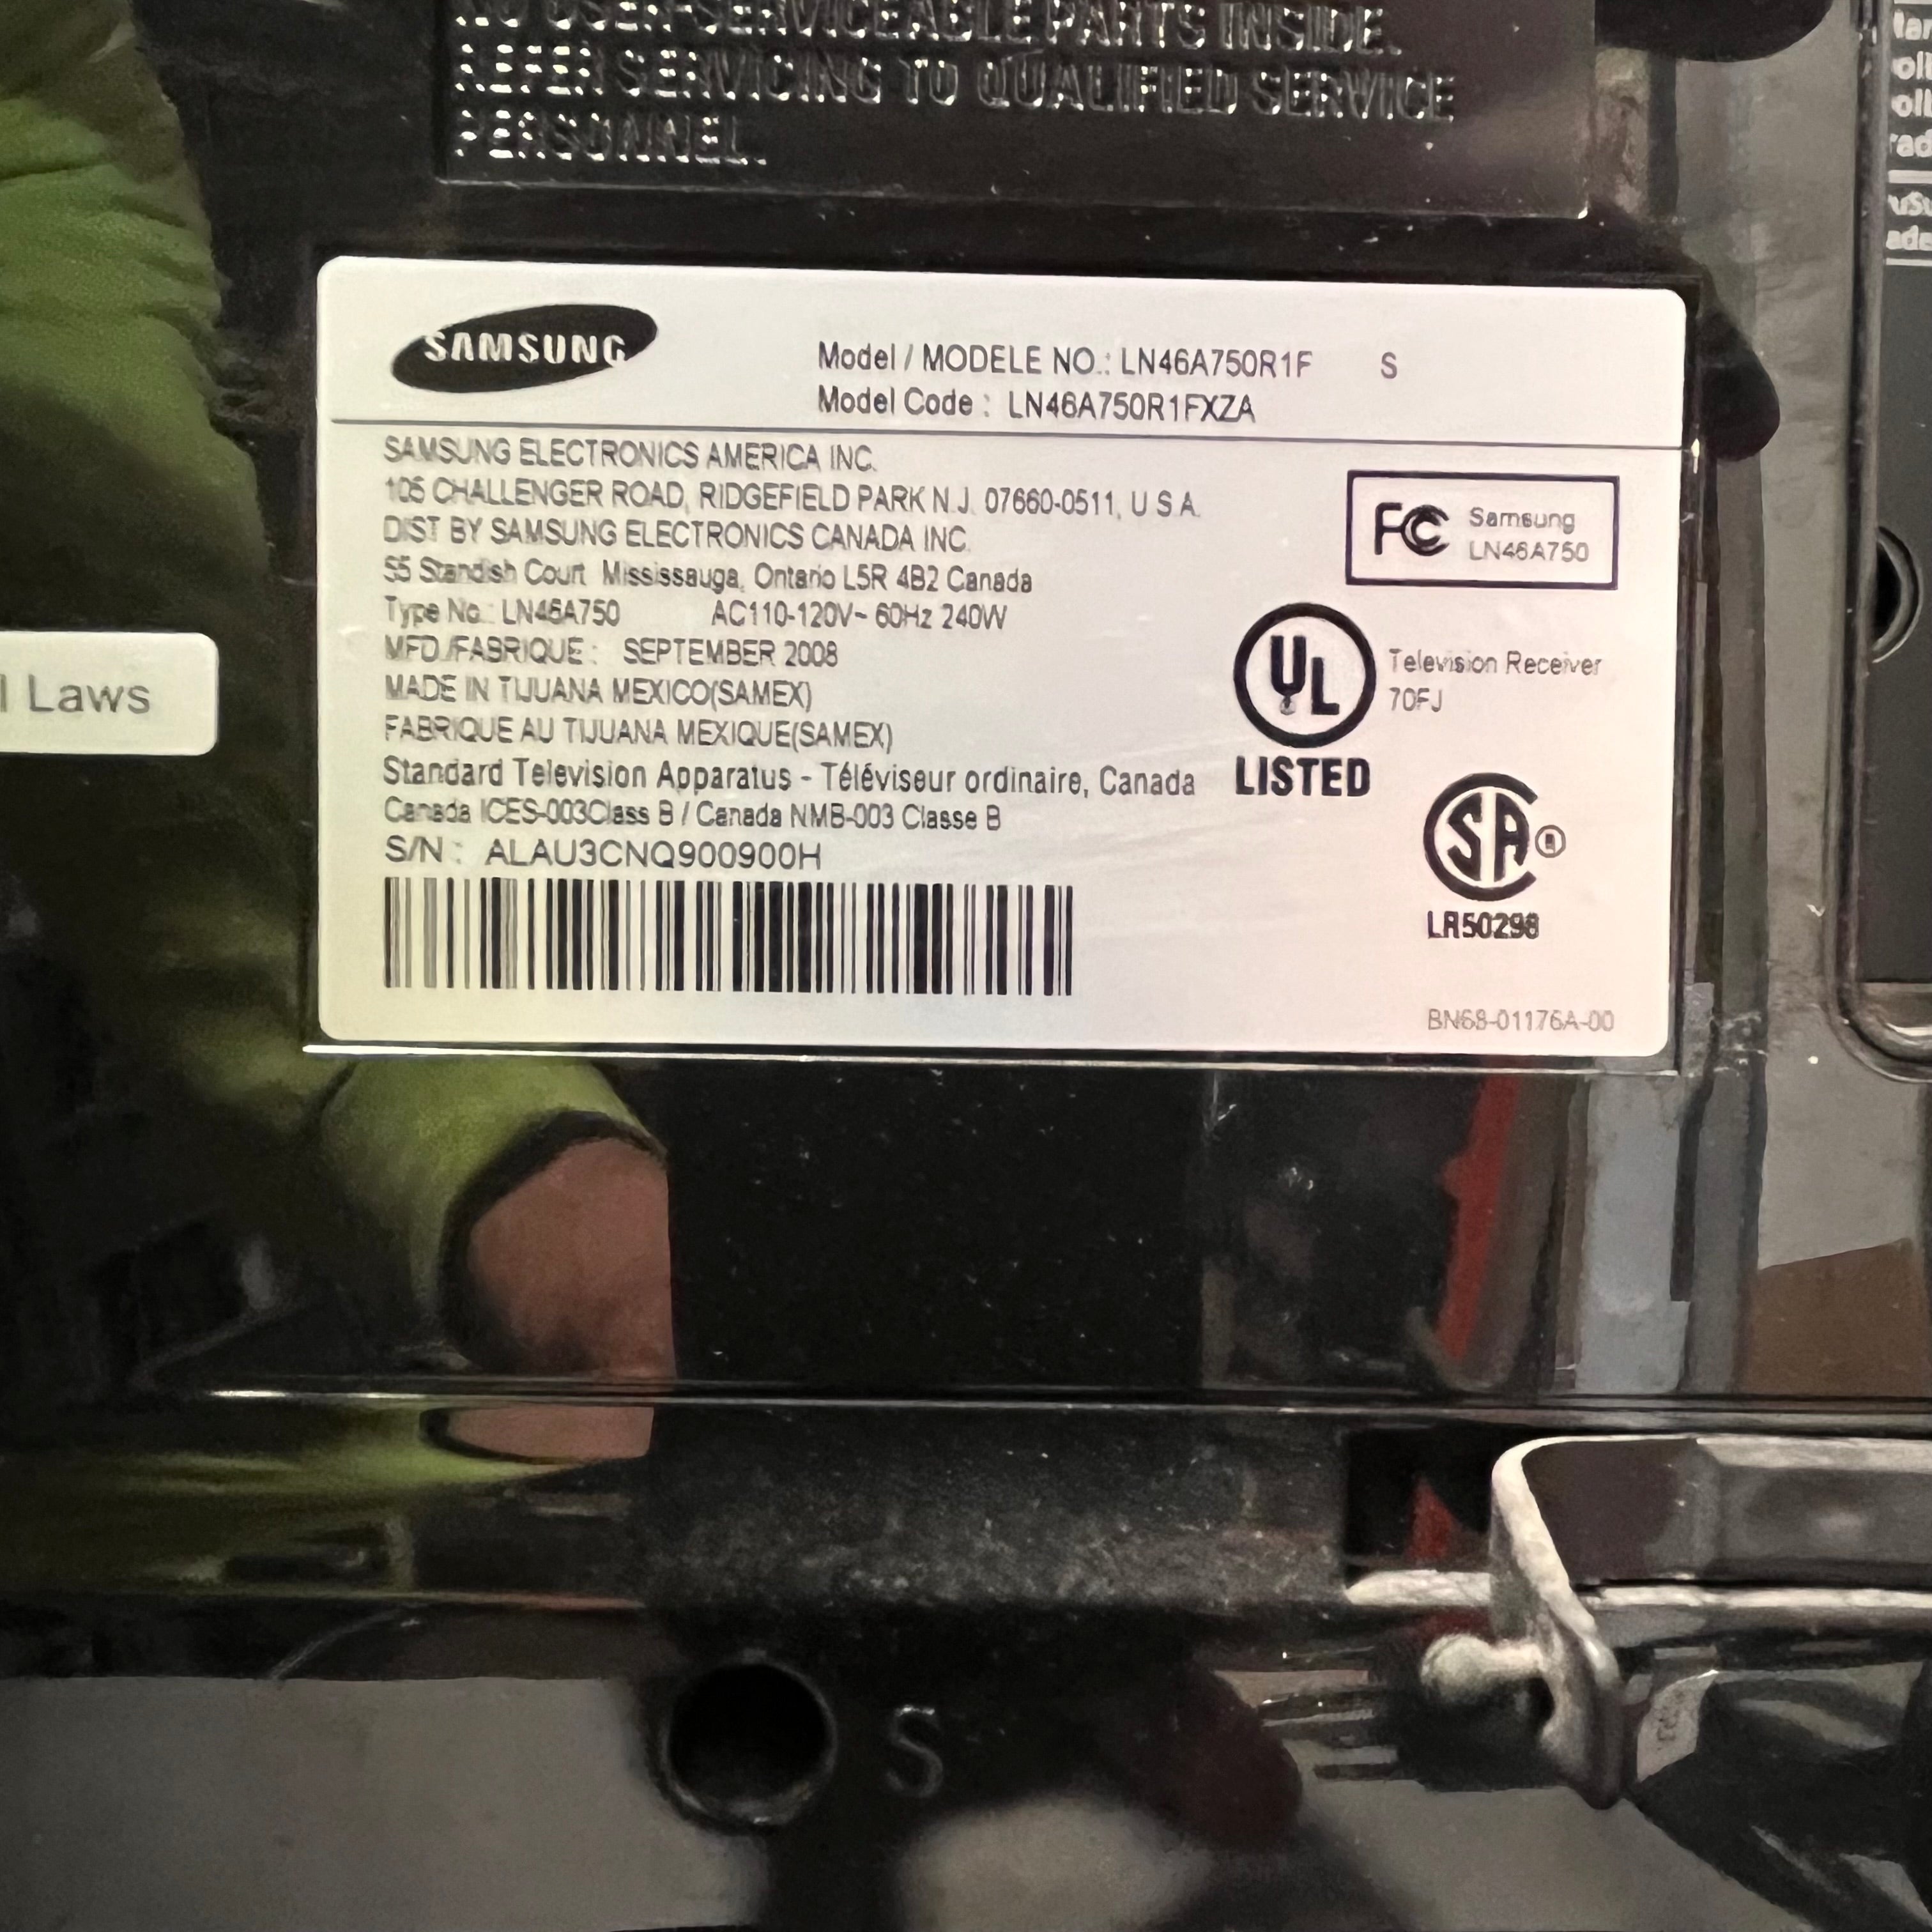 NO USER-SERVICEABLE PARTS INSIDE.
REFER SERVICING TO QUALIFIED SERVICE
PERSONNEL.
SAMSUNG
Model / MODELE NO.: LN46A750R1F S
Model Code : LN46A750R1FXZA
SAMSUNG ELECTRONICS AMERICA INC.
105 CHALLENGER ROAD, RIDGEFIELD PARK N.J. 07660-0511, U S A.
DIST BY SAMSUNG ELECTRONICS CANADA INC.
55 Standish Court Mississauga, Ontario L5R 4B2 Canada
Type No.: LN46A750 AC110-120V~ 60Hz 240W
MFD /FABRIQUE : SEPTEMBER 2008
MADE IN TIJUANA MEXICO(SAMEX)
FABRIQUE AU TIJUANA MEXIQUE(SAMEX)
Standard Television Apparatus - Téléviseur ordinaire, Canada
Canada ICES-003Class B / Canada NMB-003 Classe B
S/N : ALAU3CNQ900900H
FC Samsung
LN46A750
UL Television Receiver
70FJ
LISTED
SA ®
LR50298
BN68-01176A-00
l Laws
S